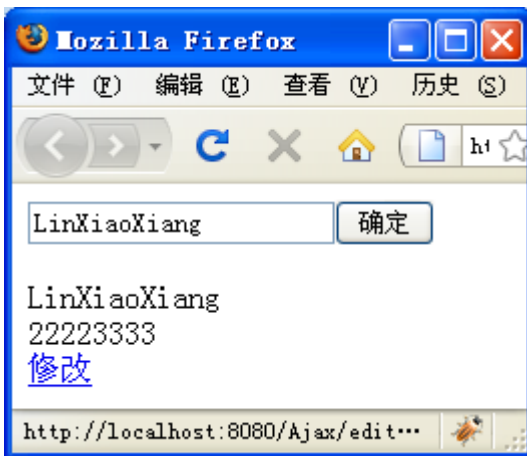 Mozilla Firefox
文件 (F) 编辑 (E) 查看 (V) 历史 (S)
LinXiaoXiang 确定
LinXiaoXiang
22223333
修改
http://localhost:8080/Ajax/edit…